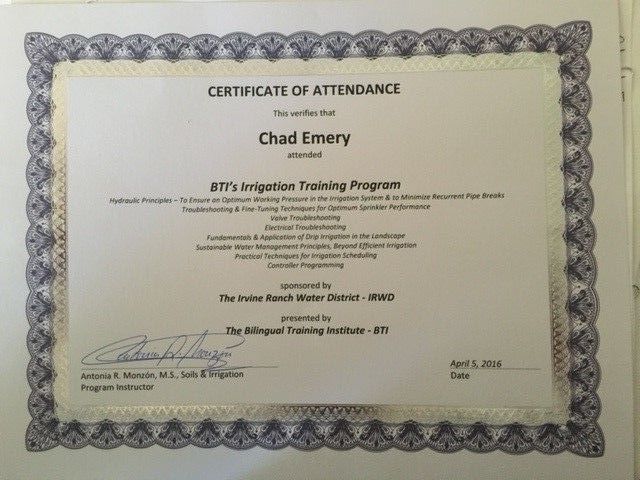 CERTIFICATE OF ATTENDANCE
This verifies that
Chad Emery
attended
BTI's Irrigation Training Program
Hydraulic Principles – To Ensure an Optimum Working Pressure in the Irrigation System & to Minimize Recurrent Pipe Breaks
Troubleshooting & Fine-Tuning Techniques for Optimum Sprinkler Performance
Valve Troubleshooting
Electrical Troubleshooting
Fundamentals & Application of Drip Irrigation in the Landscape
Sustainable Water Management Principles, Beyond Efficient Irrigation
Practical Techniques for Irrigation Scheduling
Controller Programming
sponsored by
The Irvine Ranch Water District - IRWD
presented by
The Bilingual Training Institute - BTI
Antonia R. Monzón
Antonia R. Monzón, M.S., Soils & Irrigation
Program Instructor
April 5, 2016
Date